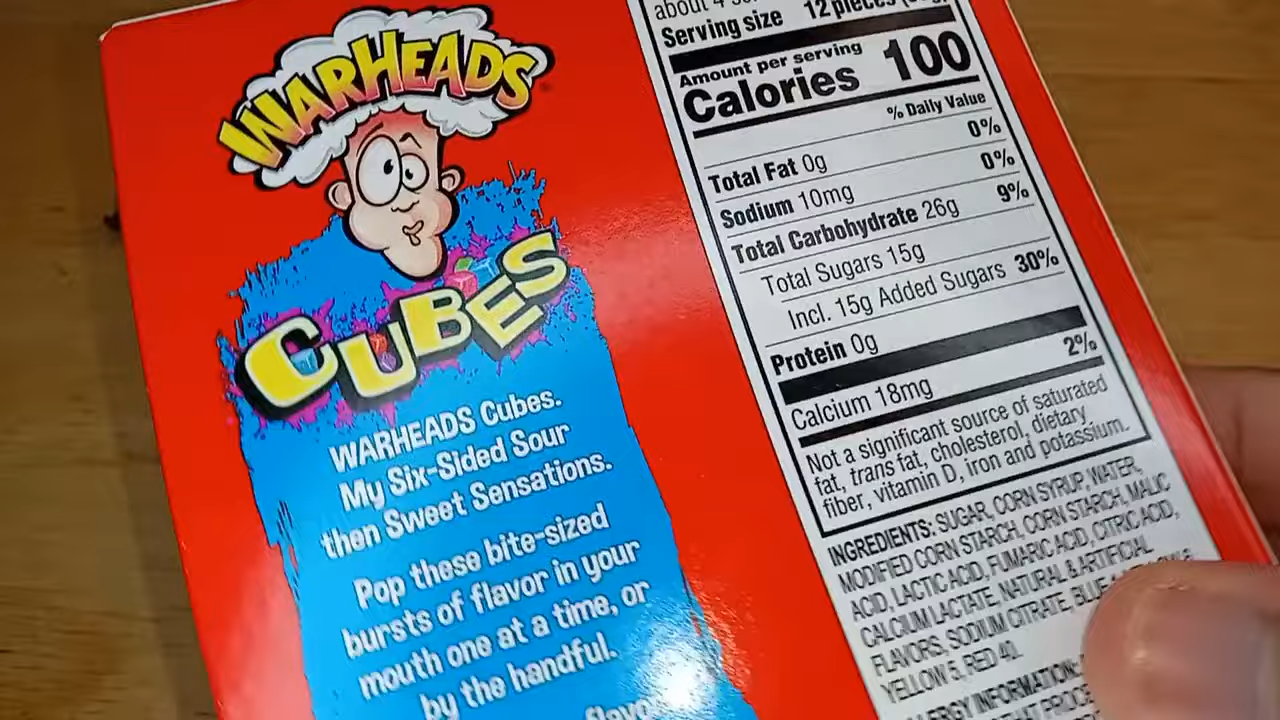 WARHEADS
CUBES
WARHEADS Cubes.
My Six-Sided Sour
then Sweet Sensations.
Pop these bite-sized
bursts of flavor in your
mouth one at a time, or
by the handful.
about 4
Serving size 12 pieces
Amount per serving
Calories 100
% Daily Value
Total Fat 0g 0%
Sodium 10mg 0%
Total Carbohydrate 26g 9%
Total Sugars 15g
Incl. 15g Added Sugars 30%
Protein 0g
Calcium 18mg 2%
Not a significant source of saturated
fat, trans fat, cholesterol, dietary
fiber, vitamin D, iron and potassium.
INGREDIENTS: SUGAR, CORN SYRUP, WATER,
MODIFIED CORN STARCH, CORN STARCH, MALIC
ACID, LACTIC ACID, FUMARIC ACID, CITRIC ACID,
CALCIUM LACTATE, NATURAL & ARTIFICIAL
FLAVORS, SODIUM CITRATE, BLUE
YELLOW 5, RED 40.
INFORMATION: